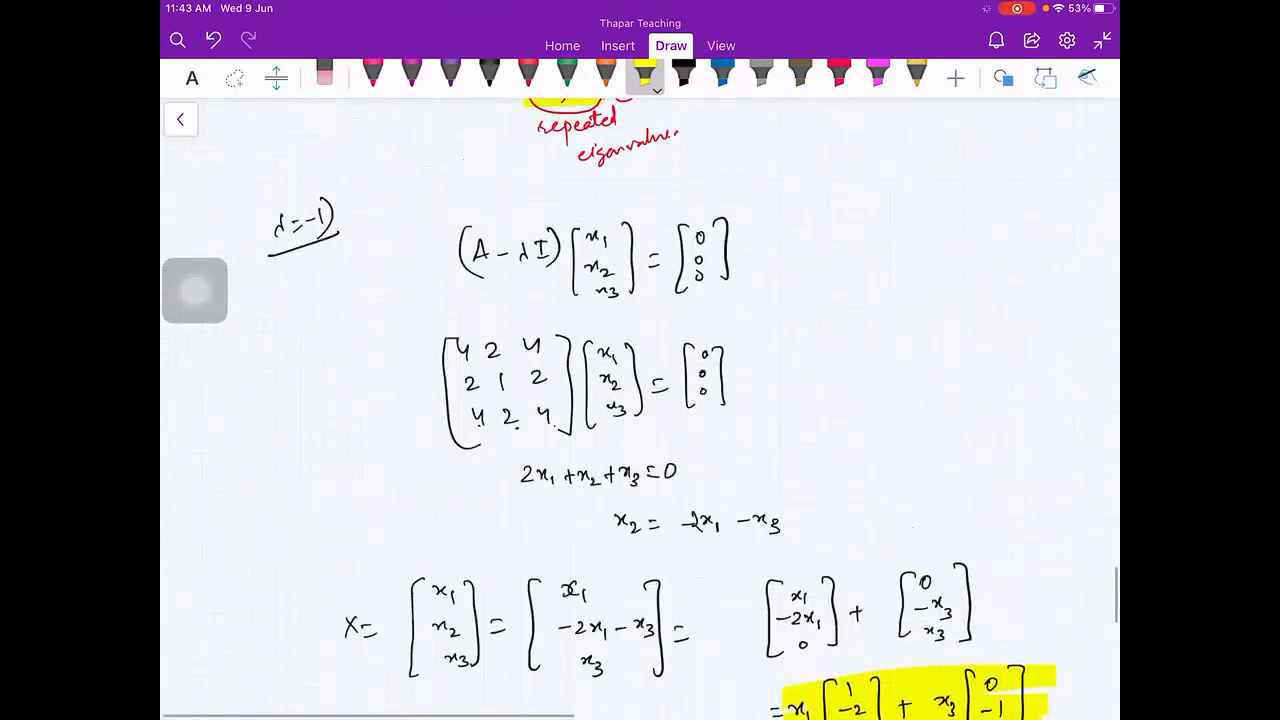 11:43 AM Wed 9 Jun
53%
Thapar Teaching
Home Insert Draw View
A
repeated
eigenvalue.
λ=-1)
(A - λI) [x₁ x₂ x₃] = [0 0 0]
[4 2 4
2 1 2
4 2 4] [x₁ x₂ x₃] = [0 0 0]
2x₁ + x₂ + x₃ = 0
x₂ = -2x₁ - x₃
X = [x₁ x₂ x₃] = [x₁ -2x₁ - x₃ x₃] = [x₁ -2x₁ 0] + [0 -x₃ x₃]
= x₁ [1 -2] + x₃ [0 -1]